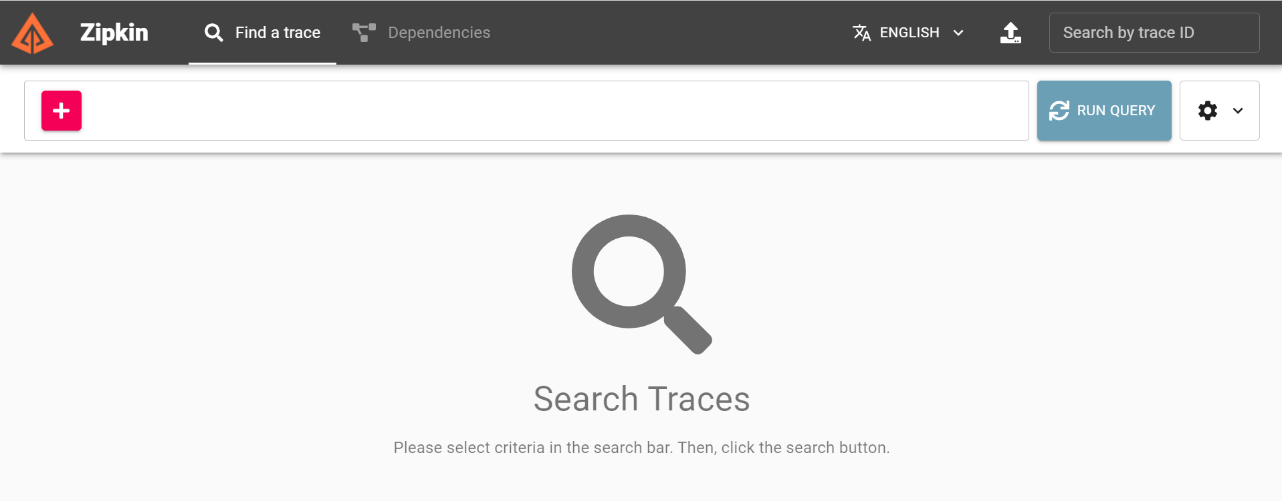 Zipkin
Find a trace
Dependencies
ENGLISH
Search by trace ID
RUN QUERY
Search Traces
Please select criteria in the search bar. Then, click the search button.